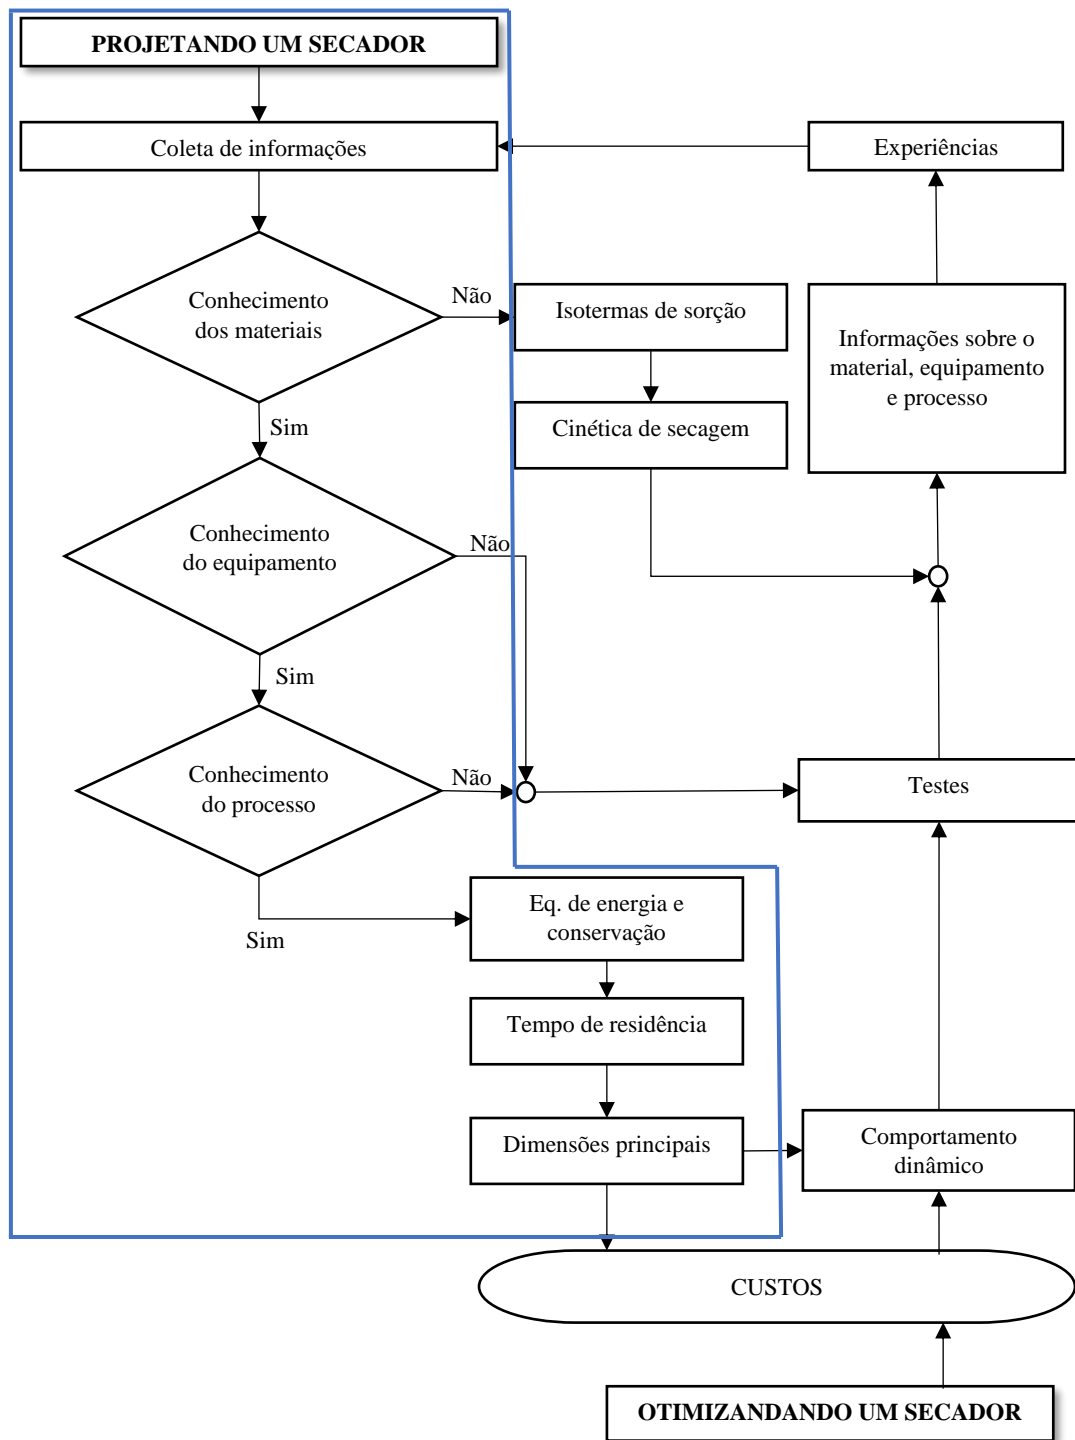 PROJETANDO UM SECADOR
Coleta de informações
Experiências
Conhecimento
dos materiais
Não
Isotermas de sorção
Informações sobre o
material, equipamento
e processo
Sim
Cinética de secagem
Conhecimento
do equipamento
Não
Sim
Conhecimento
do processo
Não
Testes
Sim
Eq. de energia e
conservação
Tempo de residência
Dimensões principais
Comportamento
dinâmico
CUSTOS
OTIMIZANDANDO UM SECADOR